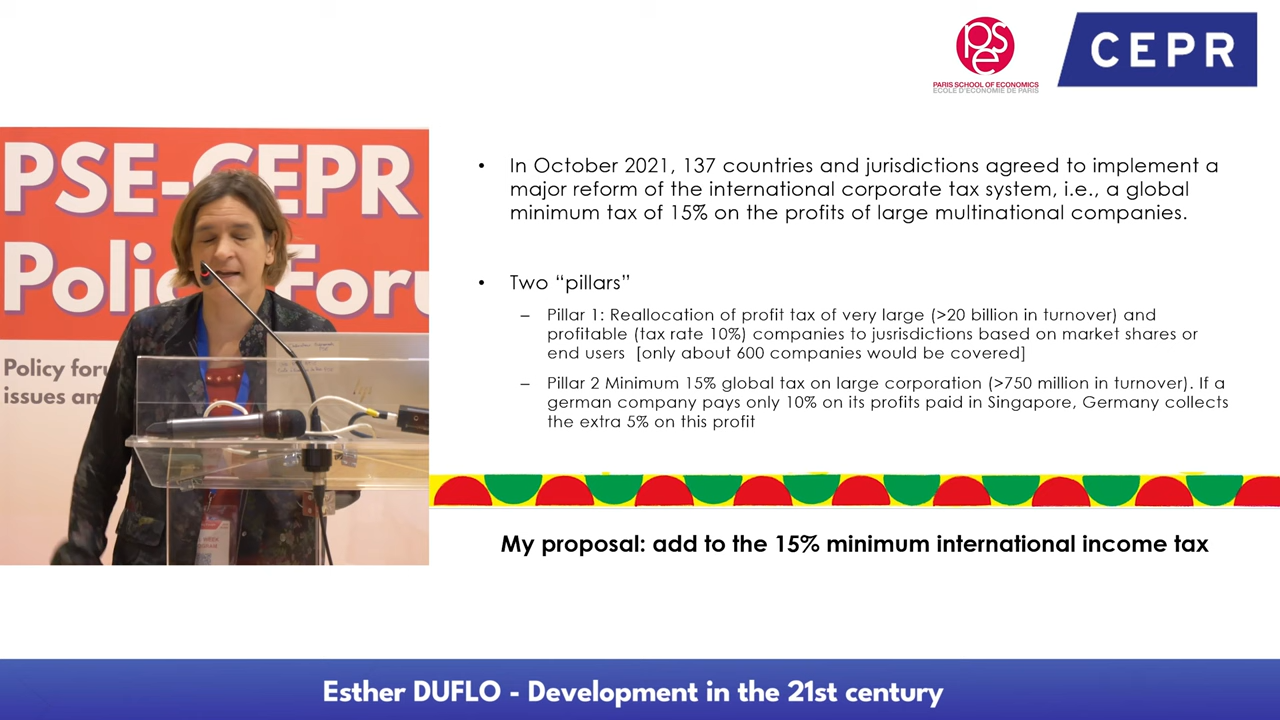 pse
PARIS SCHOOL OF ECONOMICS
ECOLE D'ECONOMIE DE PARIS
CEPR
PSE-CEPR
Policy Foru
Policy foru
issues an
• In October 2021, 137 countries and jurisdictions agreed to implement a
major reform of the international corporate tax system, i.e., a global
minimum tax of 15% on the profits of large multinational companies.
• Two “pillars”
– Pillar 1: Reallocation of profit tax of very large (>20 billion in turnover) and
profitable (tax rate 10%) companies to jusrisdictions based on market shares or
end users [only about 600 companies would be covered]
– Pillar 2 Minimum 15% global tax on large corporation (>750 million in turnover). If a
german company pays only 10% on its profits paid in Singapore, Germany collects
the extra 5% on this profit
My proposal: add to the 15% minimum international income tax
Esther DUFLO - Development in the 21st century